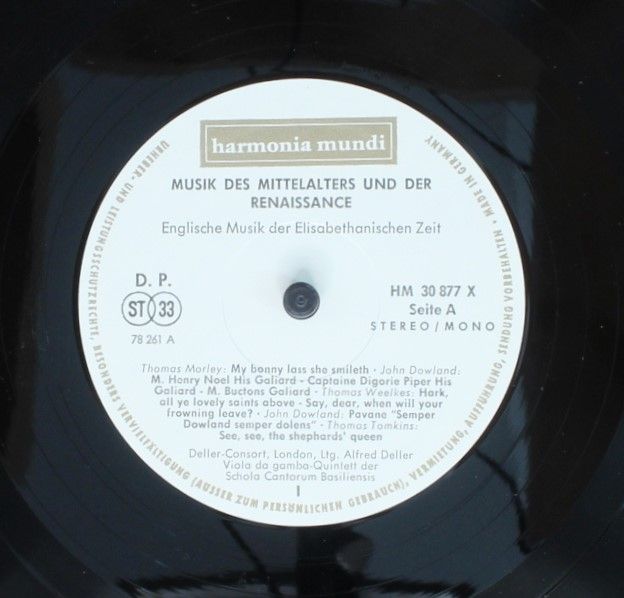 harmonia mundi
MUSIK DES MITTELALTERS UND DER
RENAISSANCE
Englische Musik der Elisabethanischen Zeit
D. P.
ST 33
78 261 A
HM 30 877 X
Seite A
STEREO/MONO
Thomas Morley: My bonny lass she smileth · John Dowland:
M. Henry Noel His Galiard - Captaine Digorie Piper His
Galiard - M. Buctons Galiard · Thomas Weelkes: Hark,
all ye lovely saints above - Say, dear, when will your
frowning leave? · John Dowland: Pavane "Semper
Dowland semper dolens" · Thomas Tomkins:
See, see, the shephards' queen
Deller-Consort, London, Ltg. Alfred Deller
Viola da gamba-Quintett der
Schola Cantorum Basiliensis
I
URHEBER- UND LEISTUNGSSCHUTZRECHTE, BESONDERS VERVIELFÄLTIGUNG (AUSSER ZUM PERSÖNLICHEN GEBRAUCH), VERMIETUNG, AUFFÜHRUNG, SENDUNG VORBEHALTEN · MADE IN GERMANY